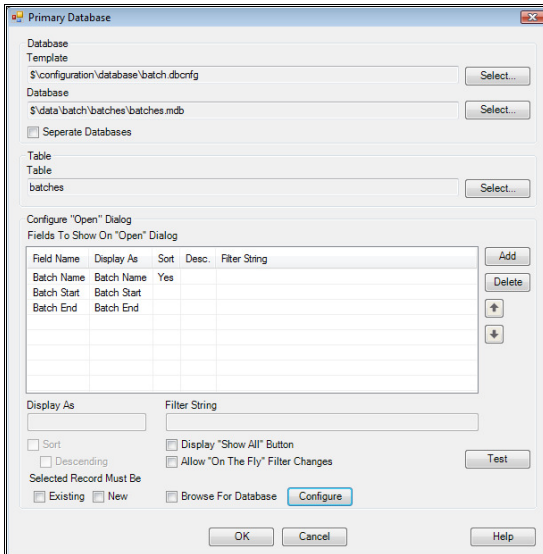 Primary Database
Database
Template
$\configuration\database\batch.dbcnfg Select...
Database
$\data\batch\batches\batches.mdb Select...
Seperate Databases
Table
Table
batches Select...
Configure "Open" Dialog
Fields To Show On "Open" Dialog
Field Name Display As Sort Desc. Filter String Add
Batch Name Batch Name Yes
Batch Start Batch Start Delete
Batch End Batch End
Display As Filter String
Sort Display "Show All" Button
Descending Allow "On The Fly" Filter Changes Test
Selected Record Must Be
Existing New Browse For Database Configure
OK Cancel Help